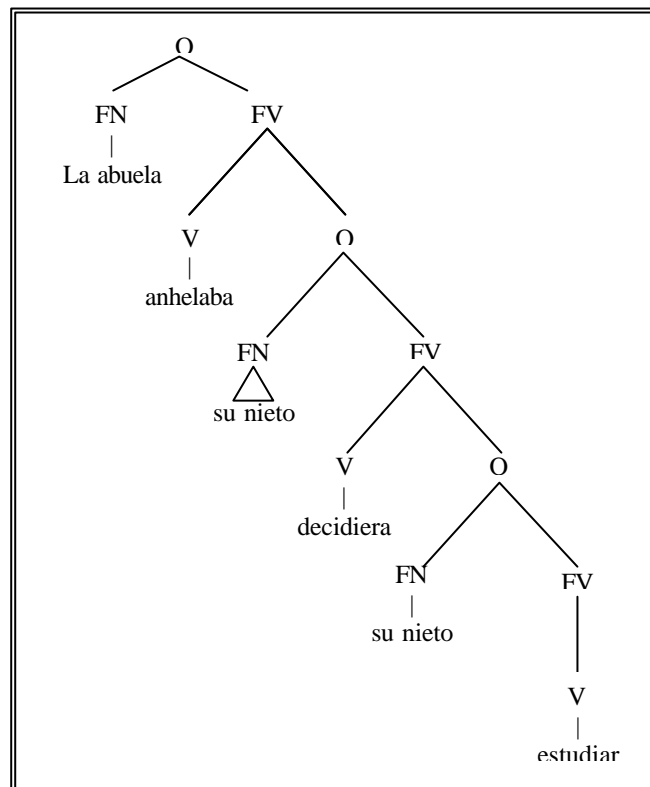 O
FN FV
La abuela
V O
anhelaba
FN FV
su nieto
V O
decidiera
FN FV
su nieto
V
estudiar